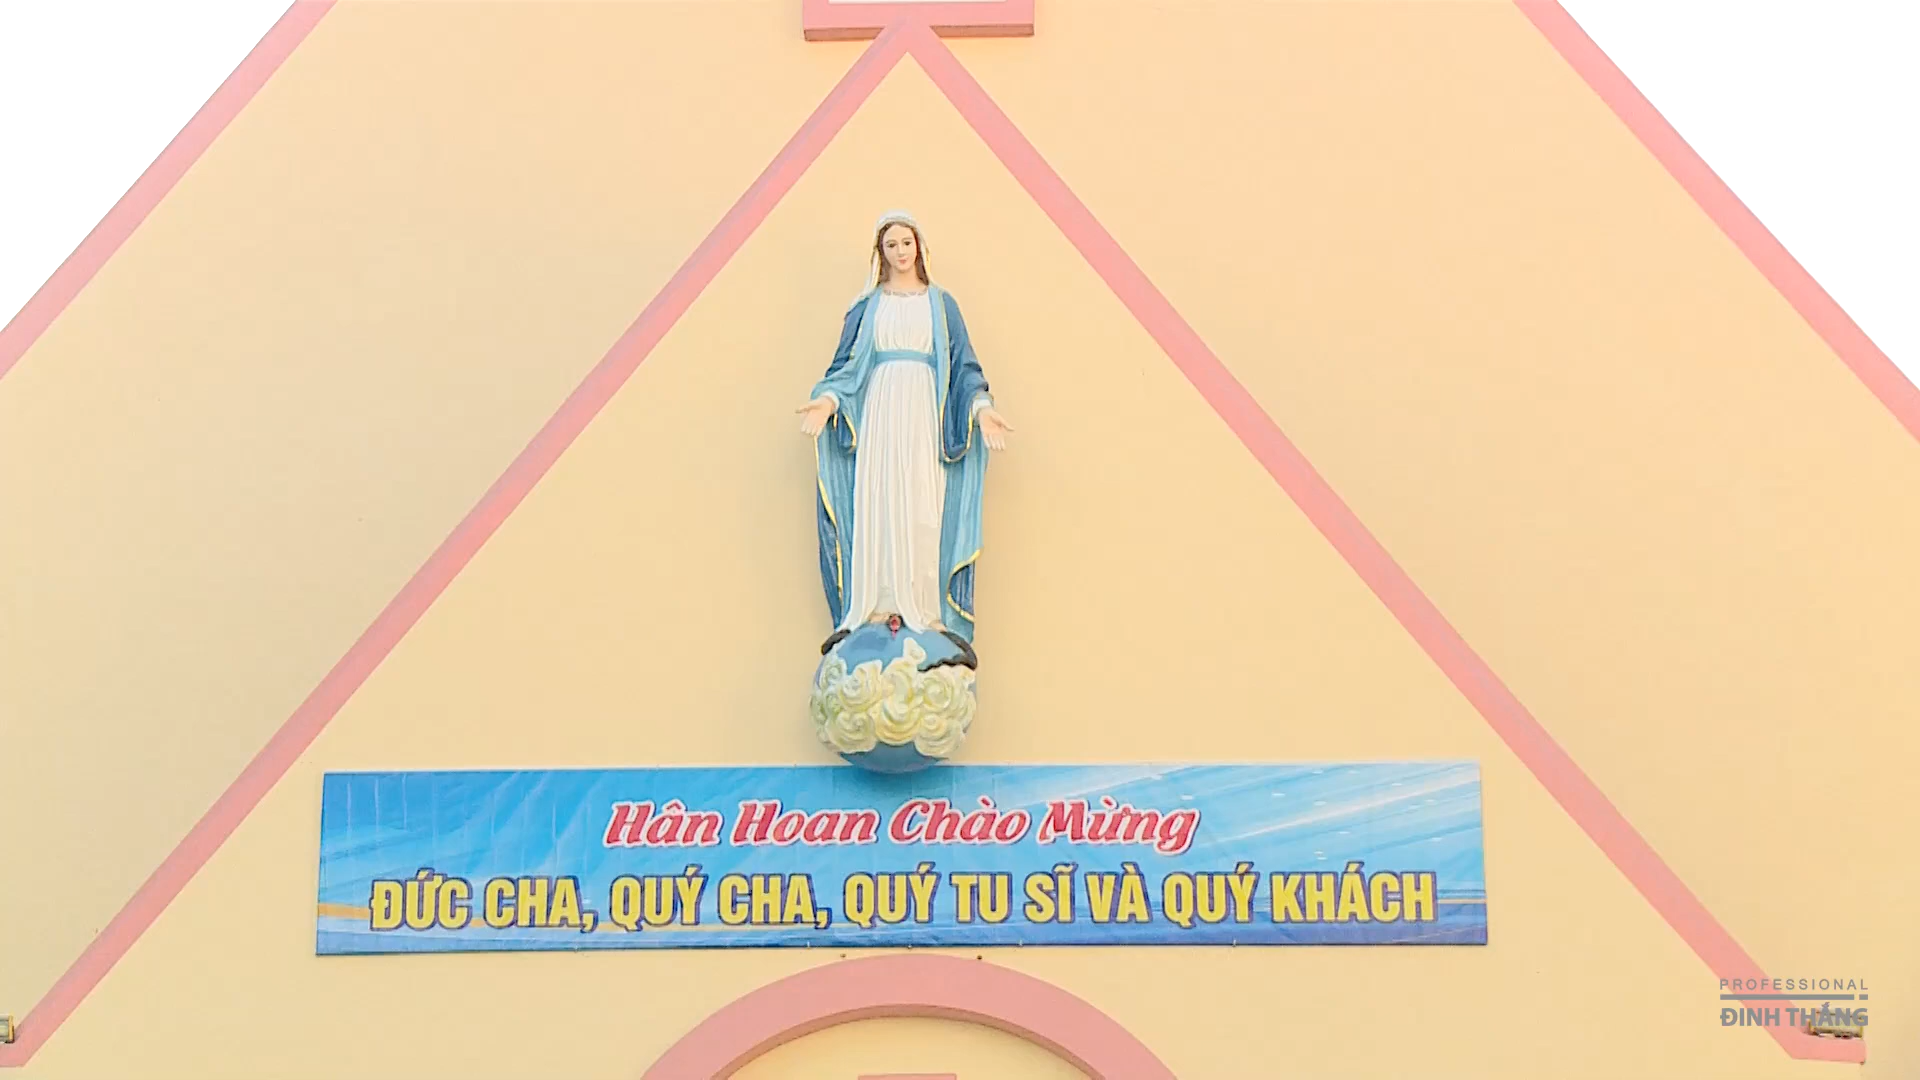 Hân Hoan Chào Mừng
ĐỨC CHA, QUÝ CHA, QUÝ TU SĨ VÀ QUÝ KHÁCH
PROFESSIONAL
ĐINH THẮNG